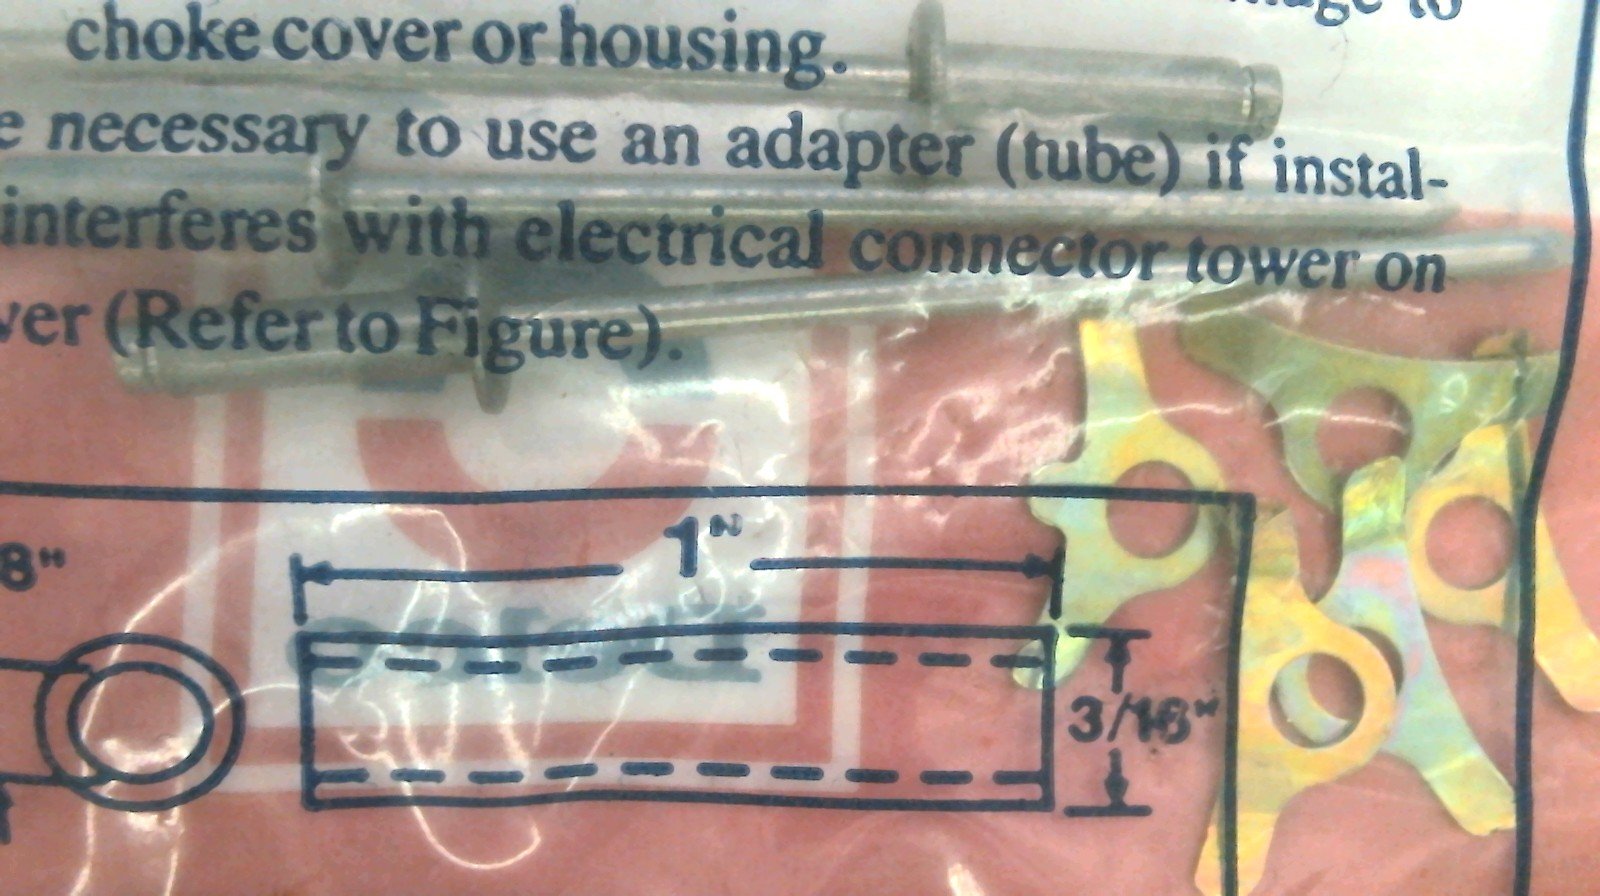 to
choke cover or housing.
necessary to use an adapter (tube) if instal-
interferes with electrical connector tower on
(Refer to Figure).
8"
1"
3/16"